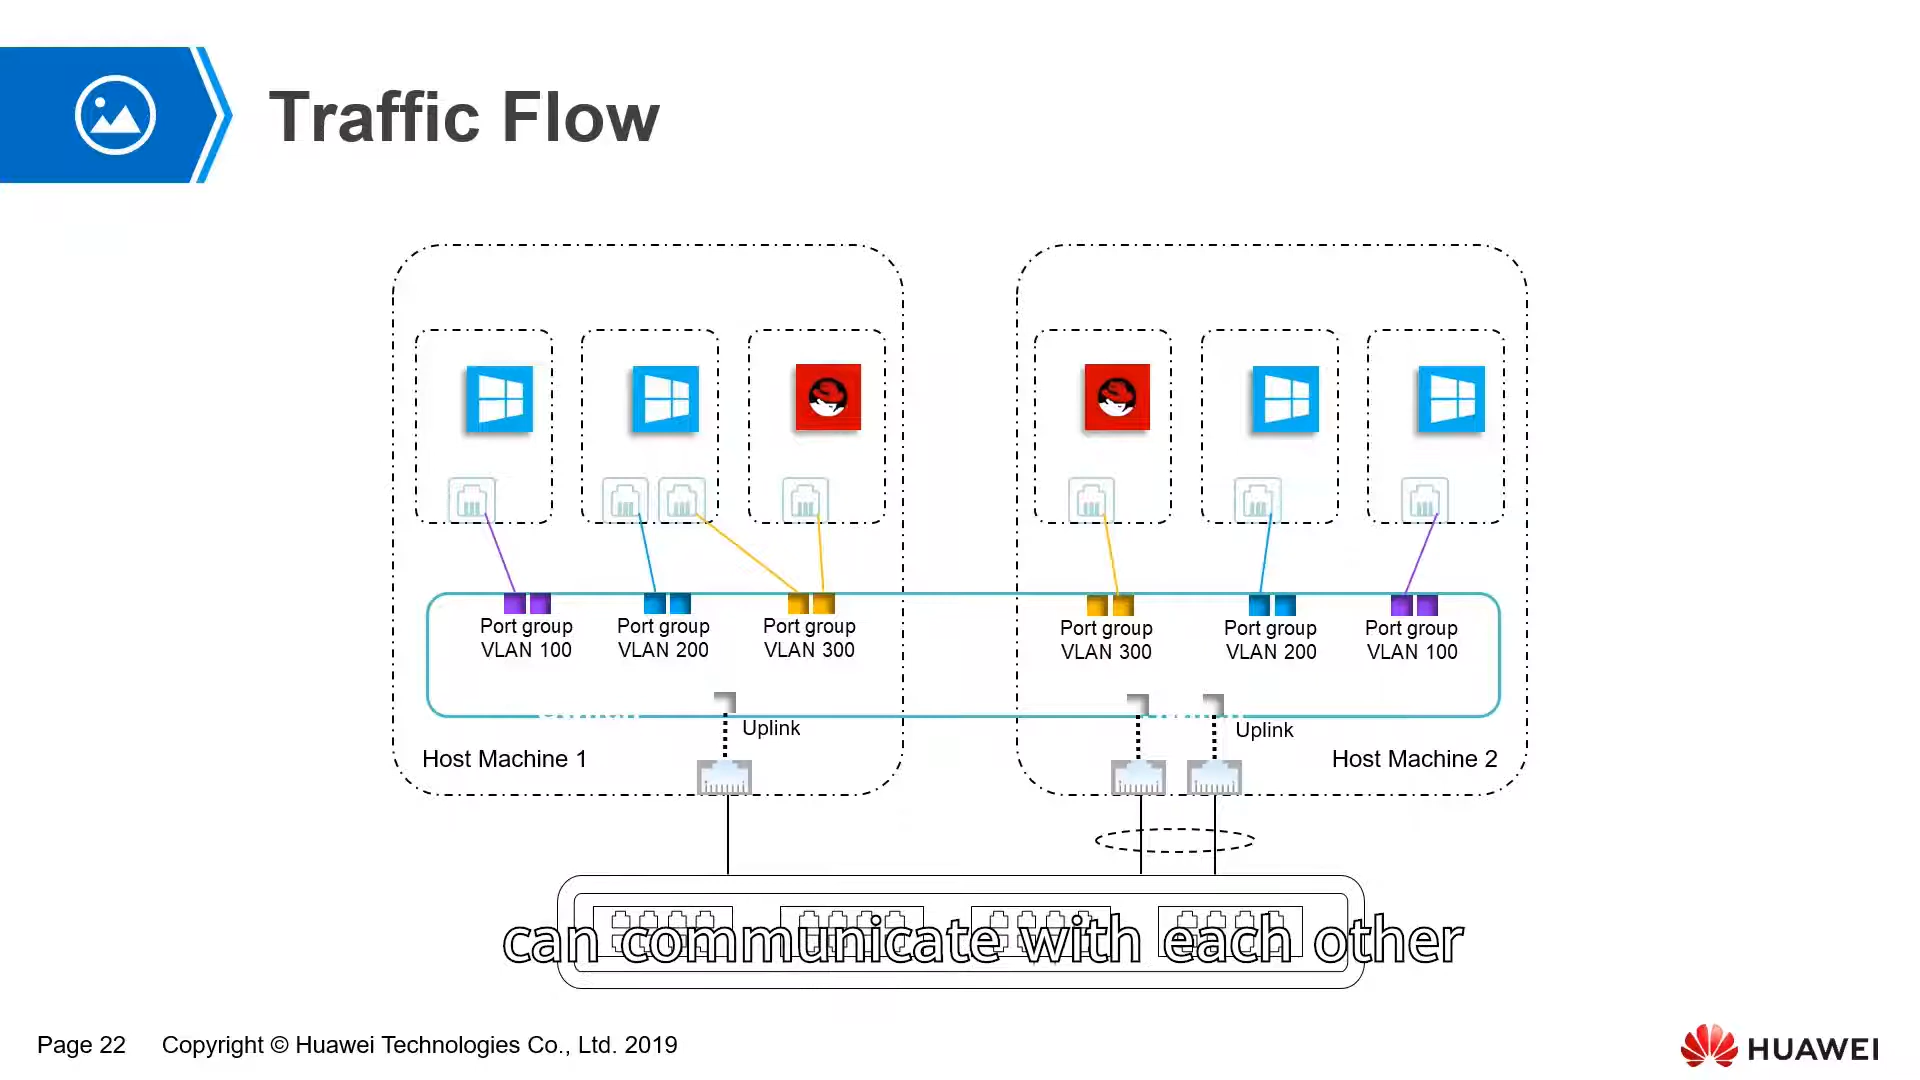 Traffic Flow
Port group
VLAN 100
Port group
VLAN 200
Port group
VLAN 300
Port group
VLAN 300
Port group
VLAN 200
Port group
VLAN 100
Uplink
Uplink
Host Machine 1
Host Machine 2
can communicate with each other
Page 22
Copyright © Huawei Technologies Co., Ltd. 2019
HUAWEI